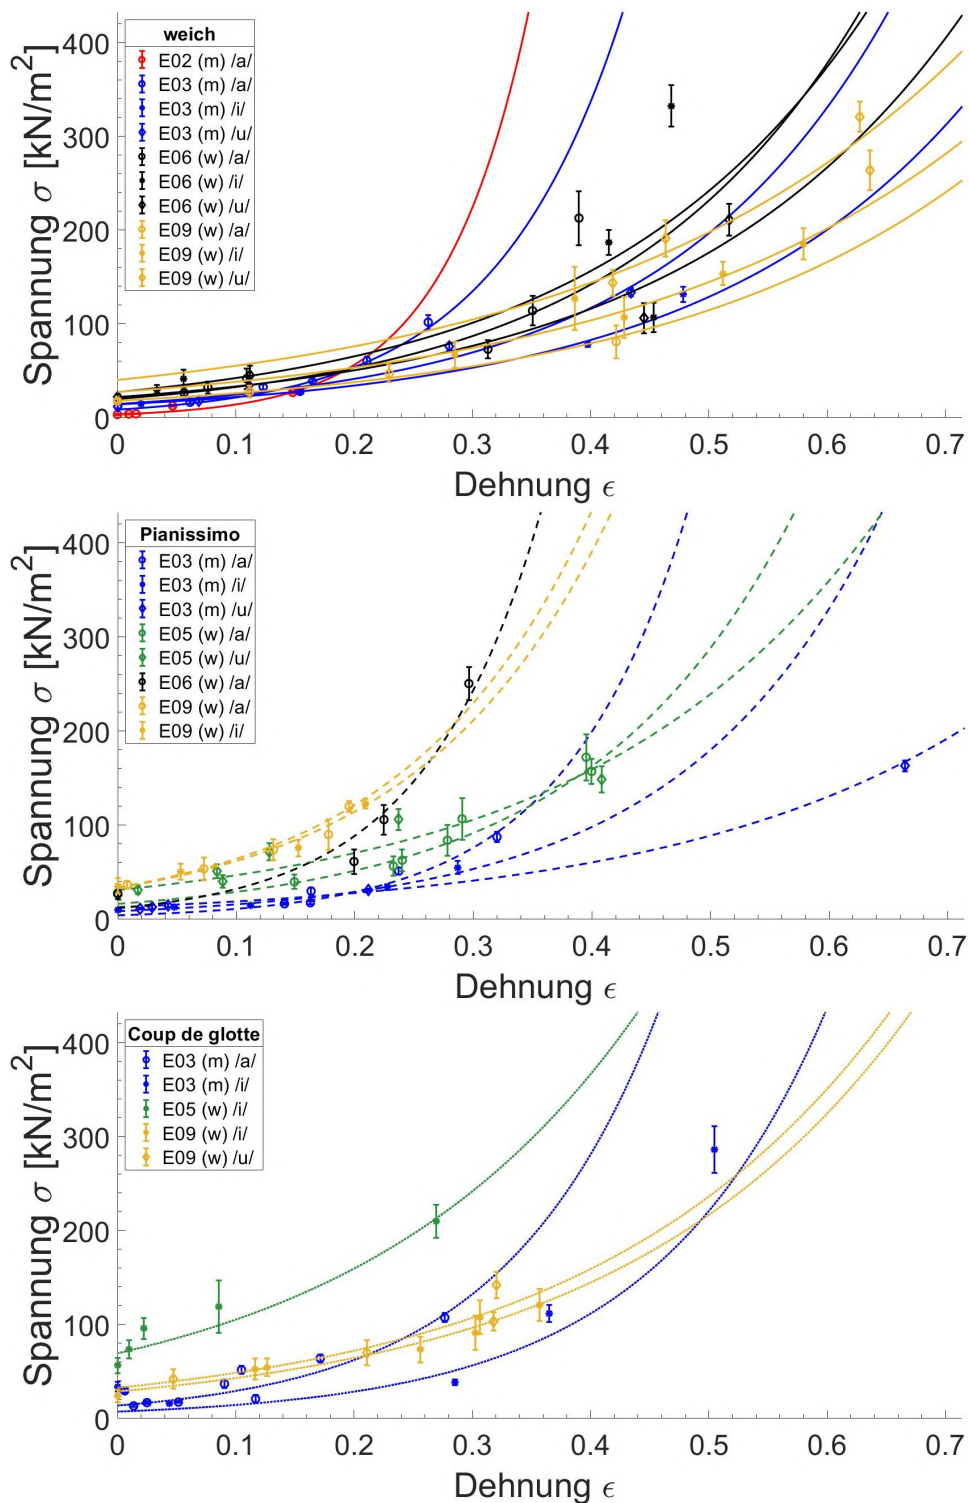 weich
E02 (m) /a/
E03 (m) /a/
E03 (m) /i/
E03 (m) /u/
E06 (w) /a/
E06 (w) /i/
E06 (w) /u/
E09 (w) /a/
E09 (w) /i/
E09 (w) /u/
Spannung σ [kN/m²]
400
300
200
100
0
0 0.1 0.2 0.3 0.4 0.5 0.6 0.7
Dehnung ϵ
Pianissimo
E03 (m) /a/
E03 (m) /i/
E03 (m) /u/
E05 (w) /a/
E05 (w) /u/
E06 (w) /a/
E09 (w) /a/
E09 (w) /i/
Spannung σ [kN/m²]
400
300
200
100
0
0 0.1 0.2 0.3 0.4 0.5 0.6 0.7
Dehnung ϵ
Coup de glotte
E03 (m) /a/
E03 (m) /i/
E05 (w) /i/
E09 (w) /i/
E09 (w) /u/
Spannung σ [kN/m²]
400
300
200
100
0
0 0.1 0.2 0.3 0.4 0.5 0.6 0.7
Dehnung ϵ